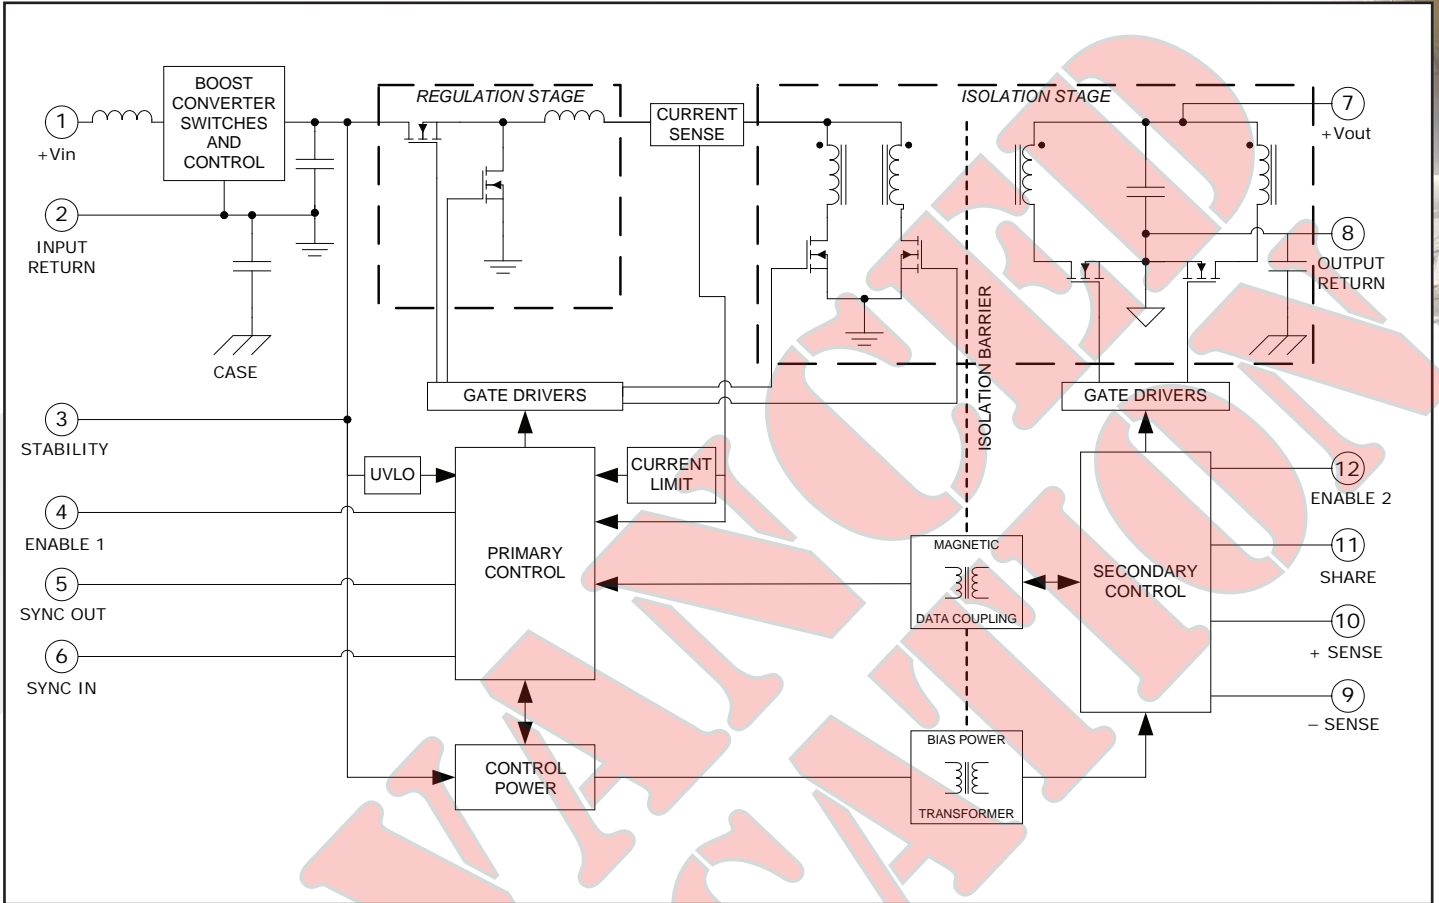 BOOST
CONVERTER
SWITCHES
AND
CONTROL
REGULATION STAGE
CURRENT
SENSE
ISOLATION STAGE
1
+Vin
2
INPUT
RETURN
CASE
7
+Vout
8
OUTPUT
RETURN
ISOLATION BARRIER
GATE DRIVERS
GATE DRIVERS
3
STABILITY
UVLO
CURRENT
LIMIT
4
ENABLE 1
5
SYNC OUT
6
SYNC IN
PRIMARY
CONTROL
MAGNETIC
DATA COUPLING
SECONDARY
CONTROL
12
ENABLE 2
11
SHARE
10
+ SENSE
9
– SENSE
CONTROL
POWER
BIAS POWER
TRANSFORMER